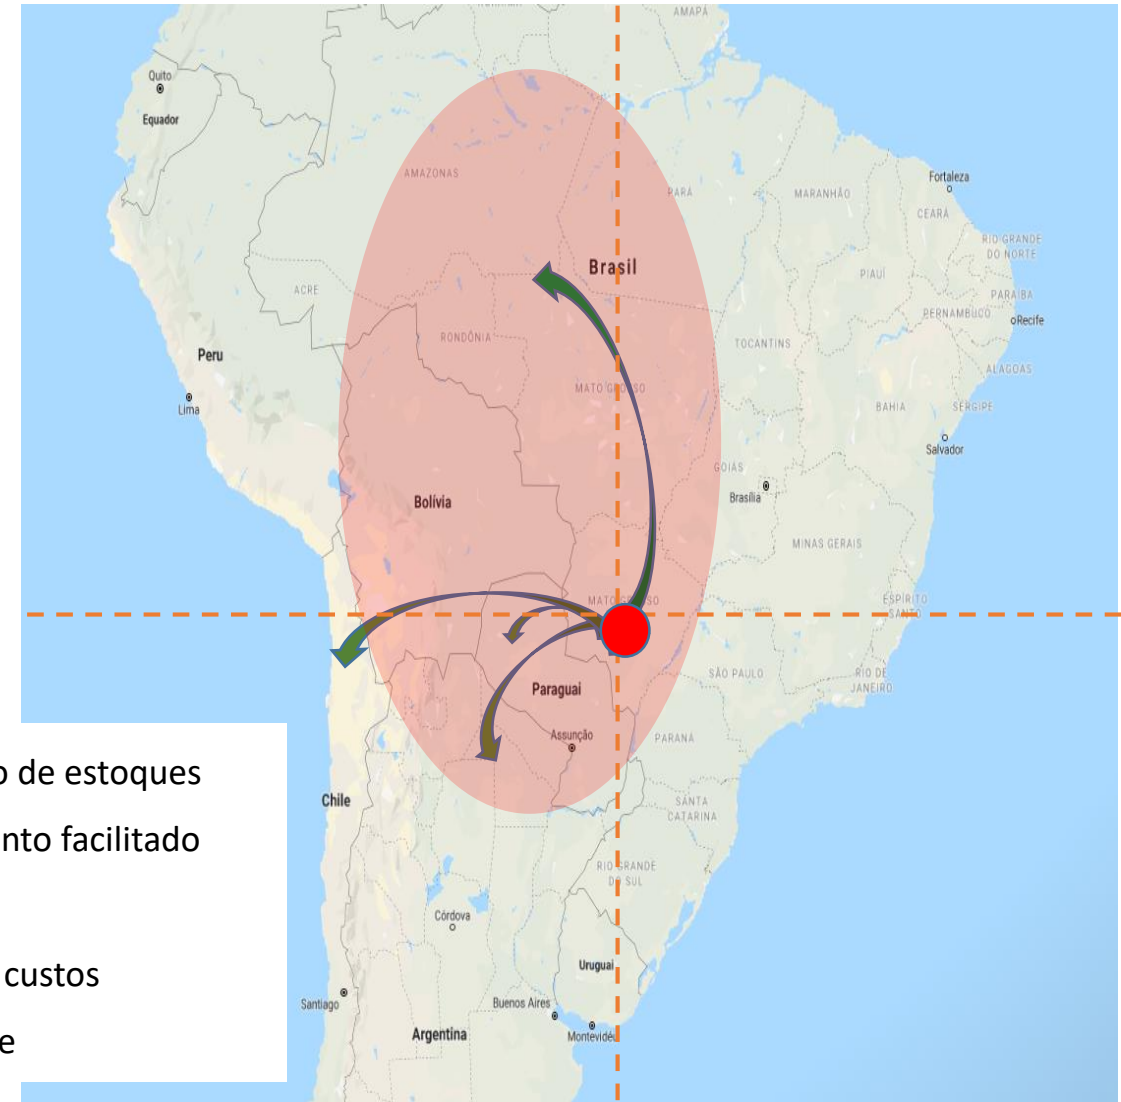 AMAPÁ
Quito
Equador
AMAZONAS
PARÁ
MARANHÃO
Fortaleza
CEARÁ
RIO GRANDE
DO NORTE
Brasil
PIAUÍ
ACRE
PARAÍBA
PERNAMBUCO
Recife
RONDÔNIA
TOCANTINS
Peru
ALAGOAS
MATO GROSSO
Lima
BAHIA
SERGIPE
Salvador
GOIÁS
Brasília
Bolívia
MINAS GERAIS
MATO GROSSO
ESPÍRITO
SANTO
SÃO PAULO
RIO DE
JANEIRO
Paraguai
Assunção
PARANÁ
o de estoques
Chile
SANTA
CATARINA
nto facilitado
RIO GRANDE
DO SUL
Córdova
Uruguai
custos
Santiago
Buenos Aires
Argentina
Montevidéu
e